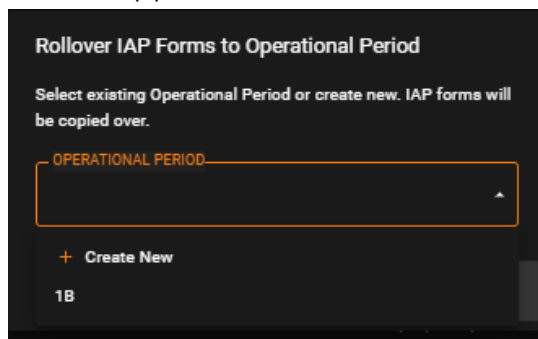 Rollover IAP Forms to Operational Period
Select existing Operational Period or create new. IAP forms will
be copied over.
OPERATIONAL PERIOD
+ Create New
1B